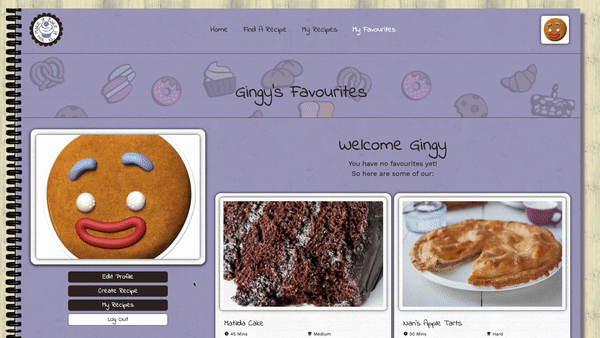 Home Find A Recipe My Recipes My Favourites
Gingy's Favourites
Welcome Gingy
You have no favourites yet!
So here are some of our:
Edit Profile
Create Recipe
My Recipes
Log Out
Matilda Cake
45 Mins Medium
Nan's Apple Tarts
30 Mins Hard